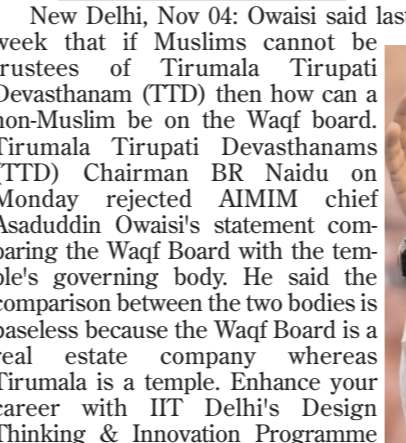 New Delhi, Nov 04: Owaisi said last
week that if Muslims cannot be
trustees of Tirumala Tirupati
Devasthanam (TTD) then how can a
non-Muslim be on the Waqf board.
Tirumala Tirupati Devasthanams
(TTD) Chairman BR Naidu on
Monday rejected AIMIM chief
Asaduddin Owaisi's statement com-
paring the Waqf Board with the tem-
ple's governing body. He said the
comparison between the two bodies is
baseless because the Waqf Board is a
real estate company whereas
Tirumala is a temple. Enhance your
career with IIT Delhi's Design
Thinking & Innovation Programme